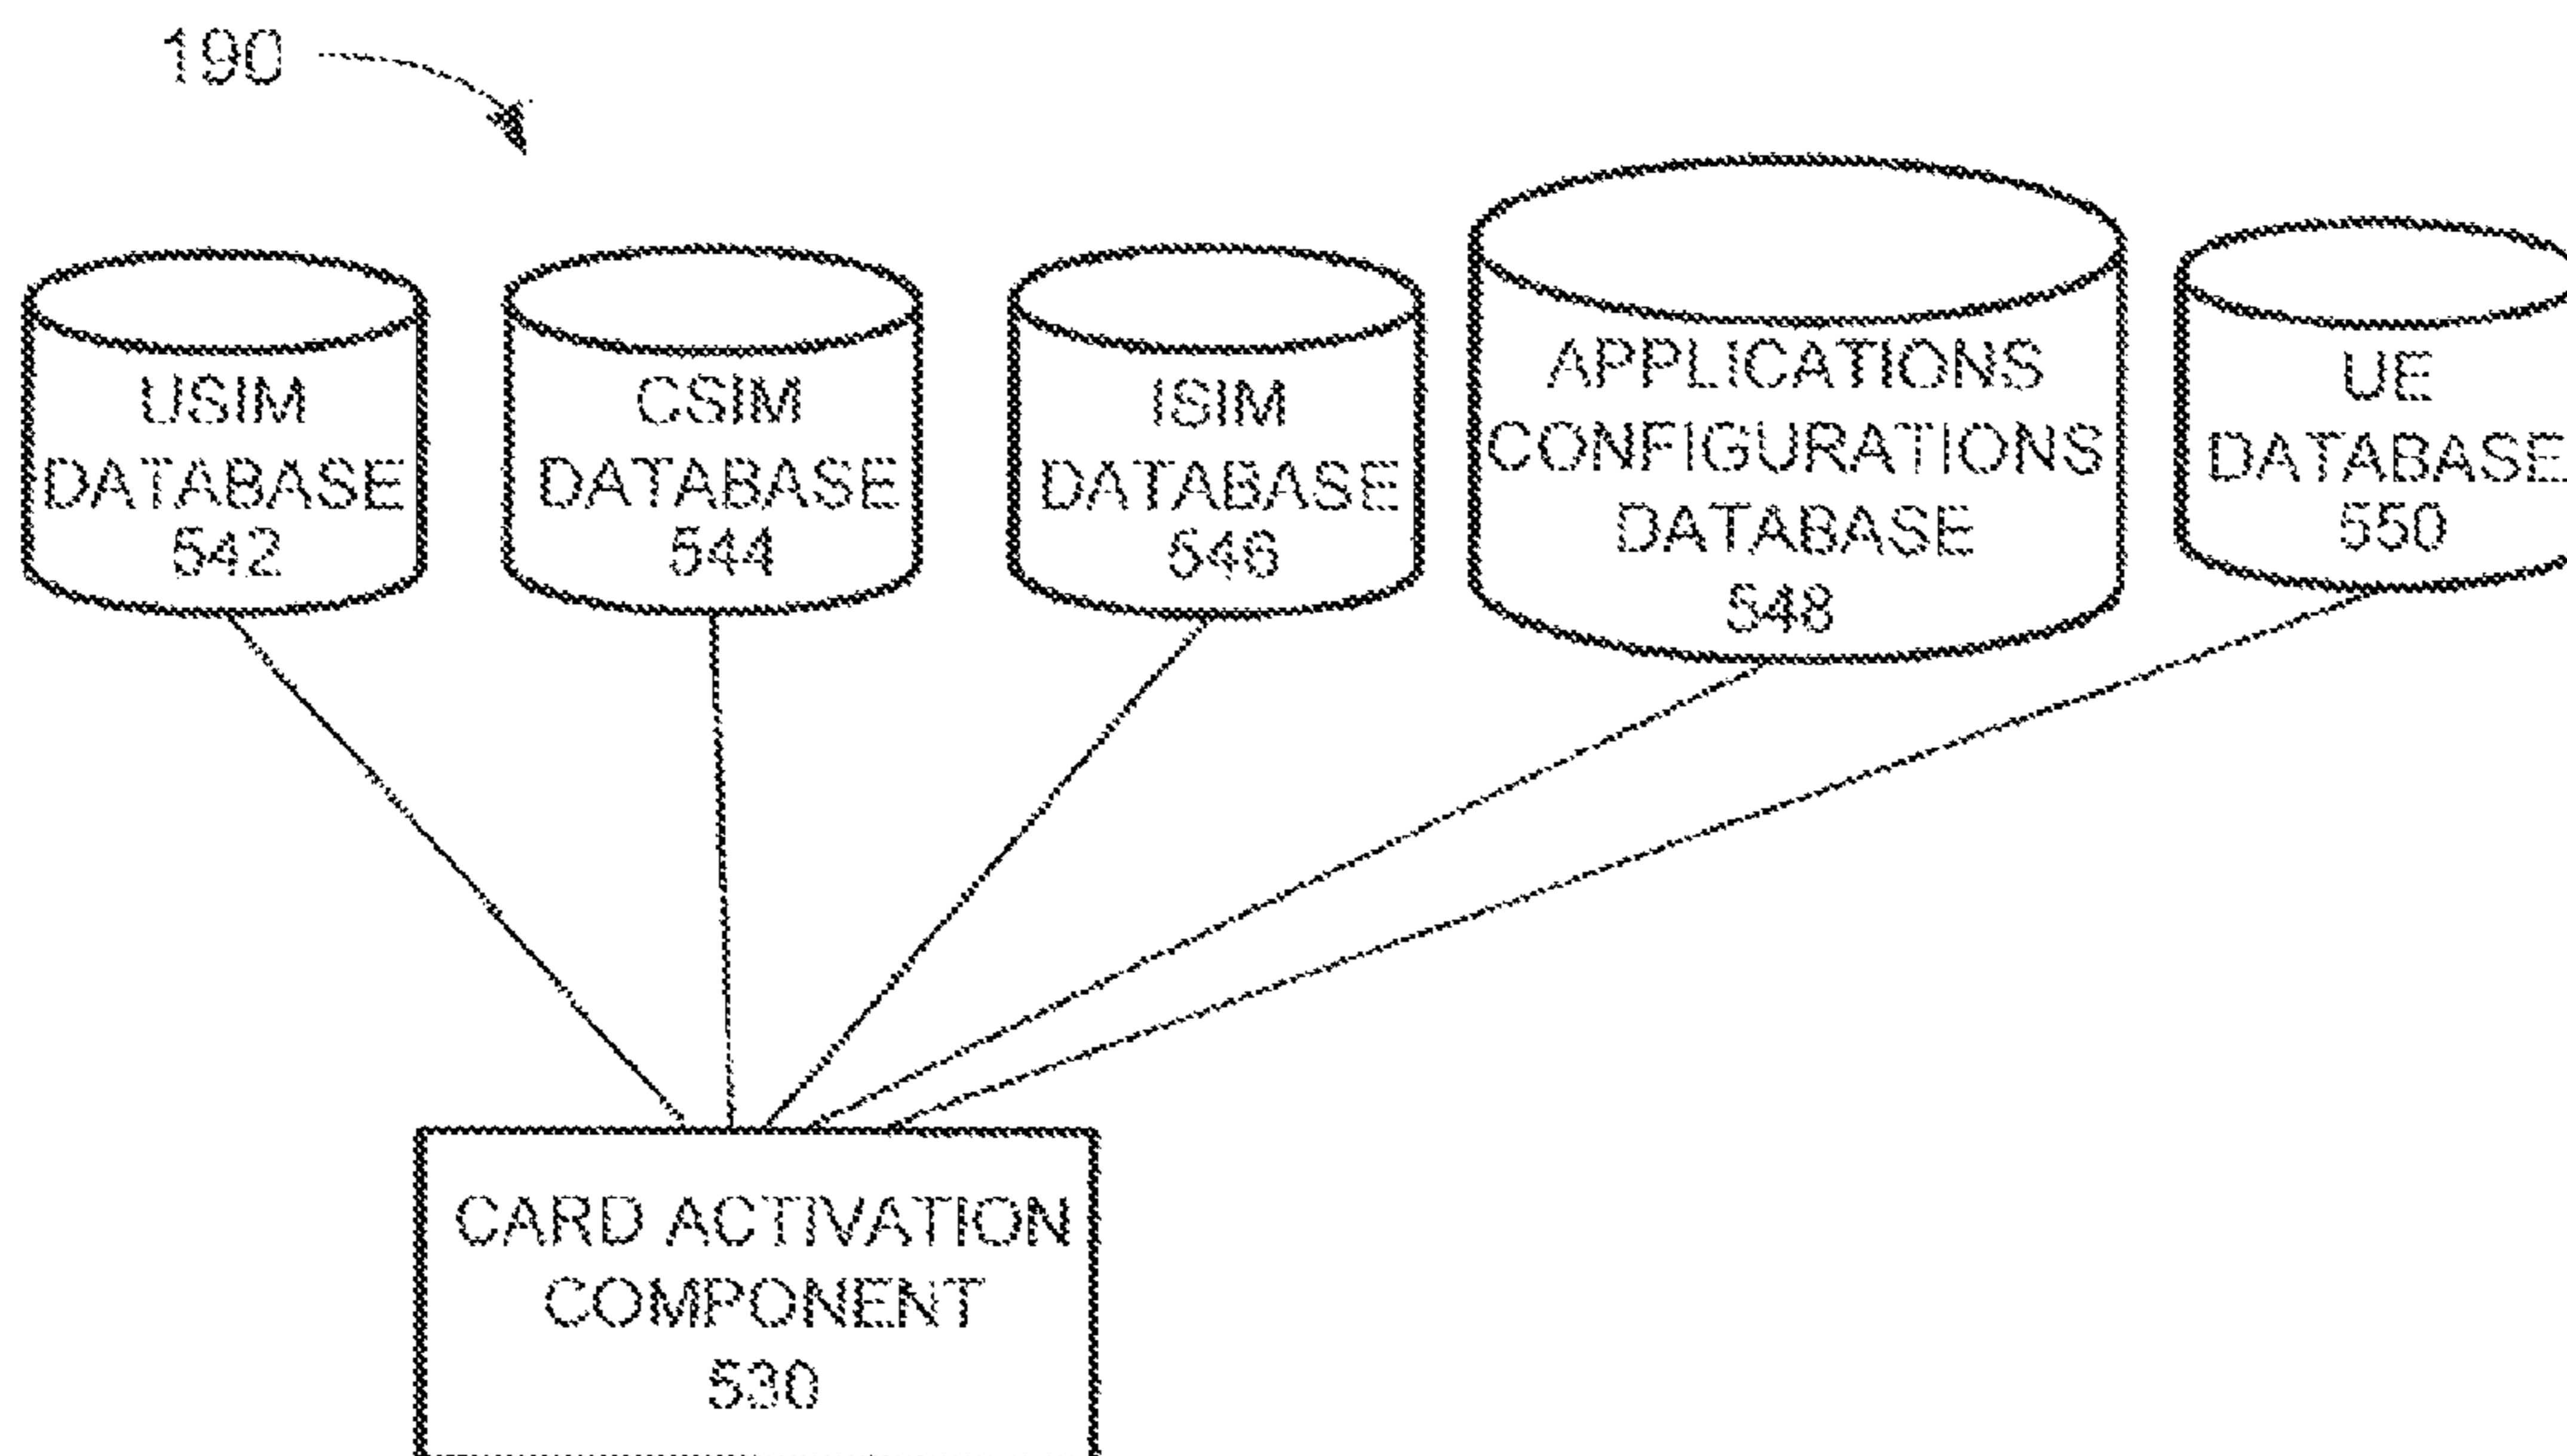 190
USIM
DATABASE
542
CSIM
DATABASE
544
ISIM
DATABASE
546
APPLICATIONS
CONFIGURATIONS
DATABASE
548
UE
DATABASE
550
CARD ACTIVATION
COMPONENT
530